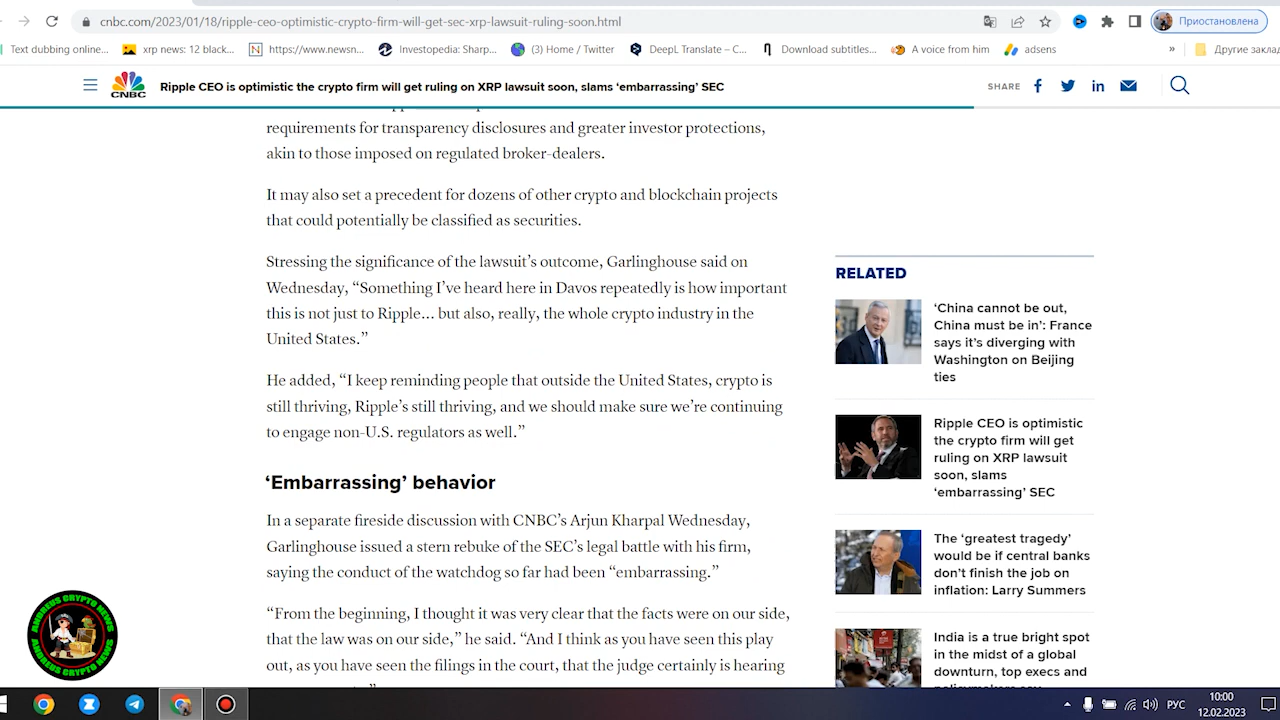 cnbc.com/2023/01/18/ripple-ceo-optimistic-crypto-firm-will-get-sec-xrp-lawsuit-ruling-soon.html
Приостановлена
Text dubbing online...
xrp news: 12 black...
https://www.newsn...
Investopedia: Sharp...
(3) Home / Twitter
DeepL Translate – C...
Download subtitles...
A voice from him
adsens
»
Другие закла
CNBC
Ripple CEO is optimistic the crypto firm will get ruling on XRP lawsuit soon, slams ‘embarrassing’ SEC
SHARE
requirements for transparency disclosures and greater investor protections,
akin to those imposed on regulated broker-dealers.
It may also set a precedent for dozens of other crypto and blockchain projects
that could potentially be classified as securities.
Stressing the significance of the lawsuit’s outcome, Garlinghouse said on
Wednesday, “Something I’ve heard here in Davos repeatedly is how important
this is not just to Ripple… but also, really, the whole crypto industry in the
United States.”
He added, “I keep reminding people that outside the United States, crypto is
still thriving, Ripple’s still thriving, and we should make sure we’re continuing
to engage non-U.S. regulators as well.”
‘Embarrassing’ behavior
In a separate fireside discussion with CNBC’s Arjun Kharpal Wednesday,
Garlinghouse issued a stern rebuke of the SEC’s legal battle with his firm,
saying the conduct of the watchdog so far had been “embarrassing.”
“From the beginning, I thought it was very clear that the facts were on our side,
that the law was on our side,” he said. “And I think as you have seen this play
out, as you have seen the filings in the court, that the judge certainly is hearing
RELATED
‘China cannot be out,
China must be in’: France
says it’s diverging with
Washington on Beijing
ties
Ripple CEO is optimistic
the crypto firm will get
ruling on XRP lawsuit
soon, slams
‘embarrassing’ SEC
The ‘greatest tragedy’
would be if central banks
don’t finish the job on
inflation: Larry Summers
India is a true bright spot
in the midst of a global
downturn, top execs and
ANDREUS CRYPTO NEWS
ANDREUS CRYPTO NEWS
РУС
10:00
12.02.2023